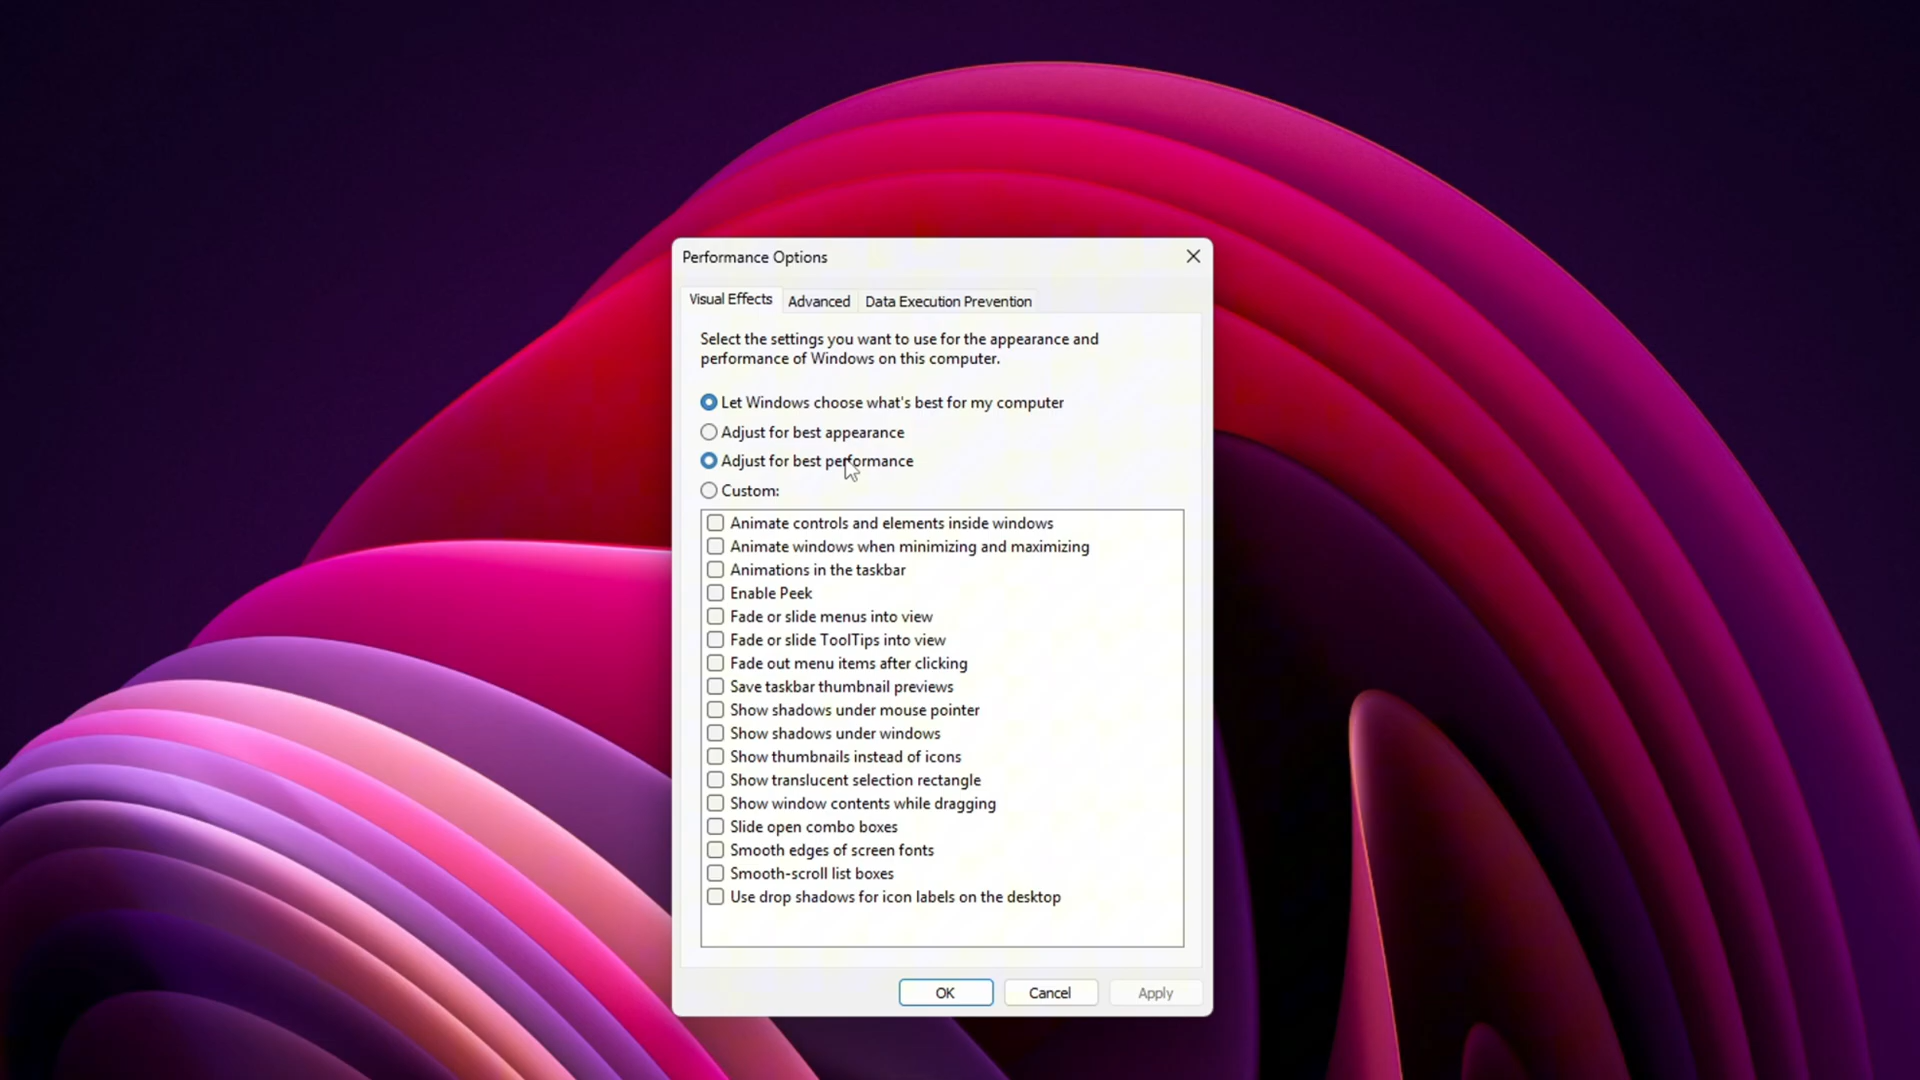 Performance Options
Visual Effects
Advanced
Data Execution Prevention
Select the settings you want to use for the appearance and
performance of Windows on this computer.
Let Windows choose what's best for my computer
Adjust for best appearance
Adjust for best performance
Custom:
Animate controls and elements inside windows
Animate windows when minimizing and maximizing
Animations in the taskbar
Enable Peek
Fade or slide menus into view
Fade or slide ToolTips into view
Fade out menu items after clicking
Save taskbar thumbnail previews
Show shadows under mouse pointer
Show shadows under windows
Show thumbnails instead of icons
Show translucent selection rectangle
Show window contents while dragging
Slide open combo boxes
Smooth edges of screen fonts
Smooth-scroll list boxes
Use drop shadows for icon labels on the desktop
OK
Cancel
Apply